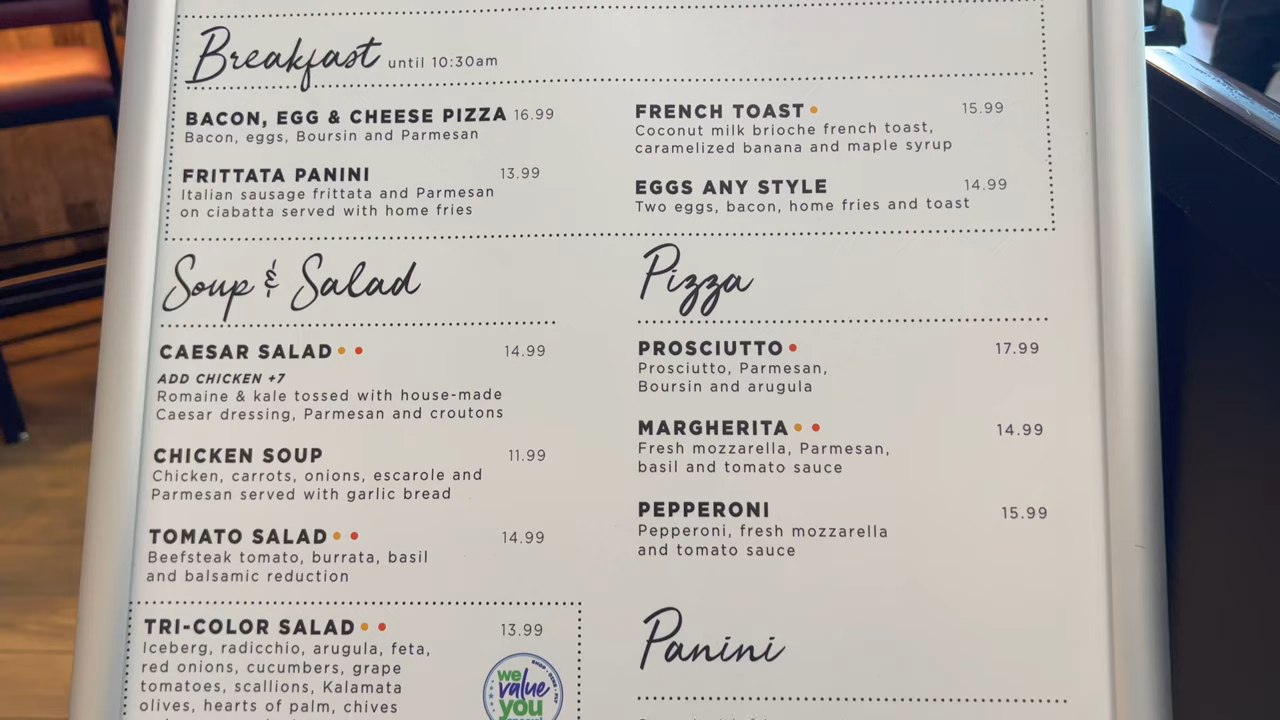 Breakfast until 10:30am
BACON, EGG & CHEESE PIZZA 16.99
Bacon, eggs, Boursin and Parmesan
FRITTATA PANINI 13.99
Italian sausage frittata and Parmesan
on ciabatta served with home fries
FRENCH TOAST 15.99
Coconut milk brioche french toast,
caramelized banana and maple syrup
EGGS ANY STYLE 14.99
Two eggs, bacon, home fries and toast
Soup & Salad
CAESAR SALAD 14.99
ADD CHICKEN +7
Romaine & kale tossed with house-made
Caesar dressing, Parmesan and croutons
CHICKEN SOUP 11.99
Chicken, carrots, onions, escarole and
Parmesan served with garlic bread
TOMATO SALAD 14.99
Beefsteak tomato, burrata, basil
and balsamic reduction
TRI-COLOR SALAD 13.99
Iceberg, radicchio, arugula, feta,
red onions, cucumbers, grape
tomatoes, scallions, Kalamata
olives, hearts of palm, chives
we
value
YOU
Pizza
PROSCIUTTO 17.99
Prosciutto, Parmesan,
Boursin and arugula
MARGHERITA 14.99
Fresh mozzarella, Parmesan,
basil and tomato sauce
PEPPERONI 15.99
Pepperoni, fresh mozzarella
and tomato sauce
Panini